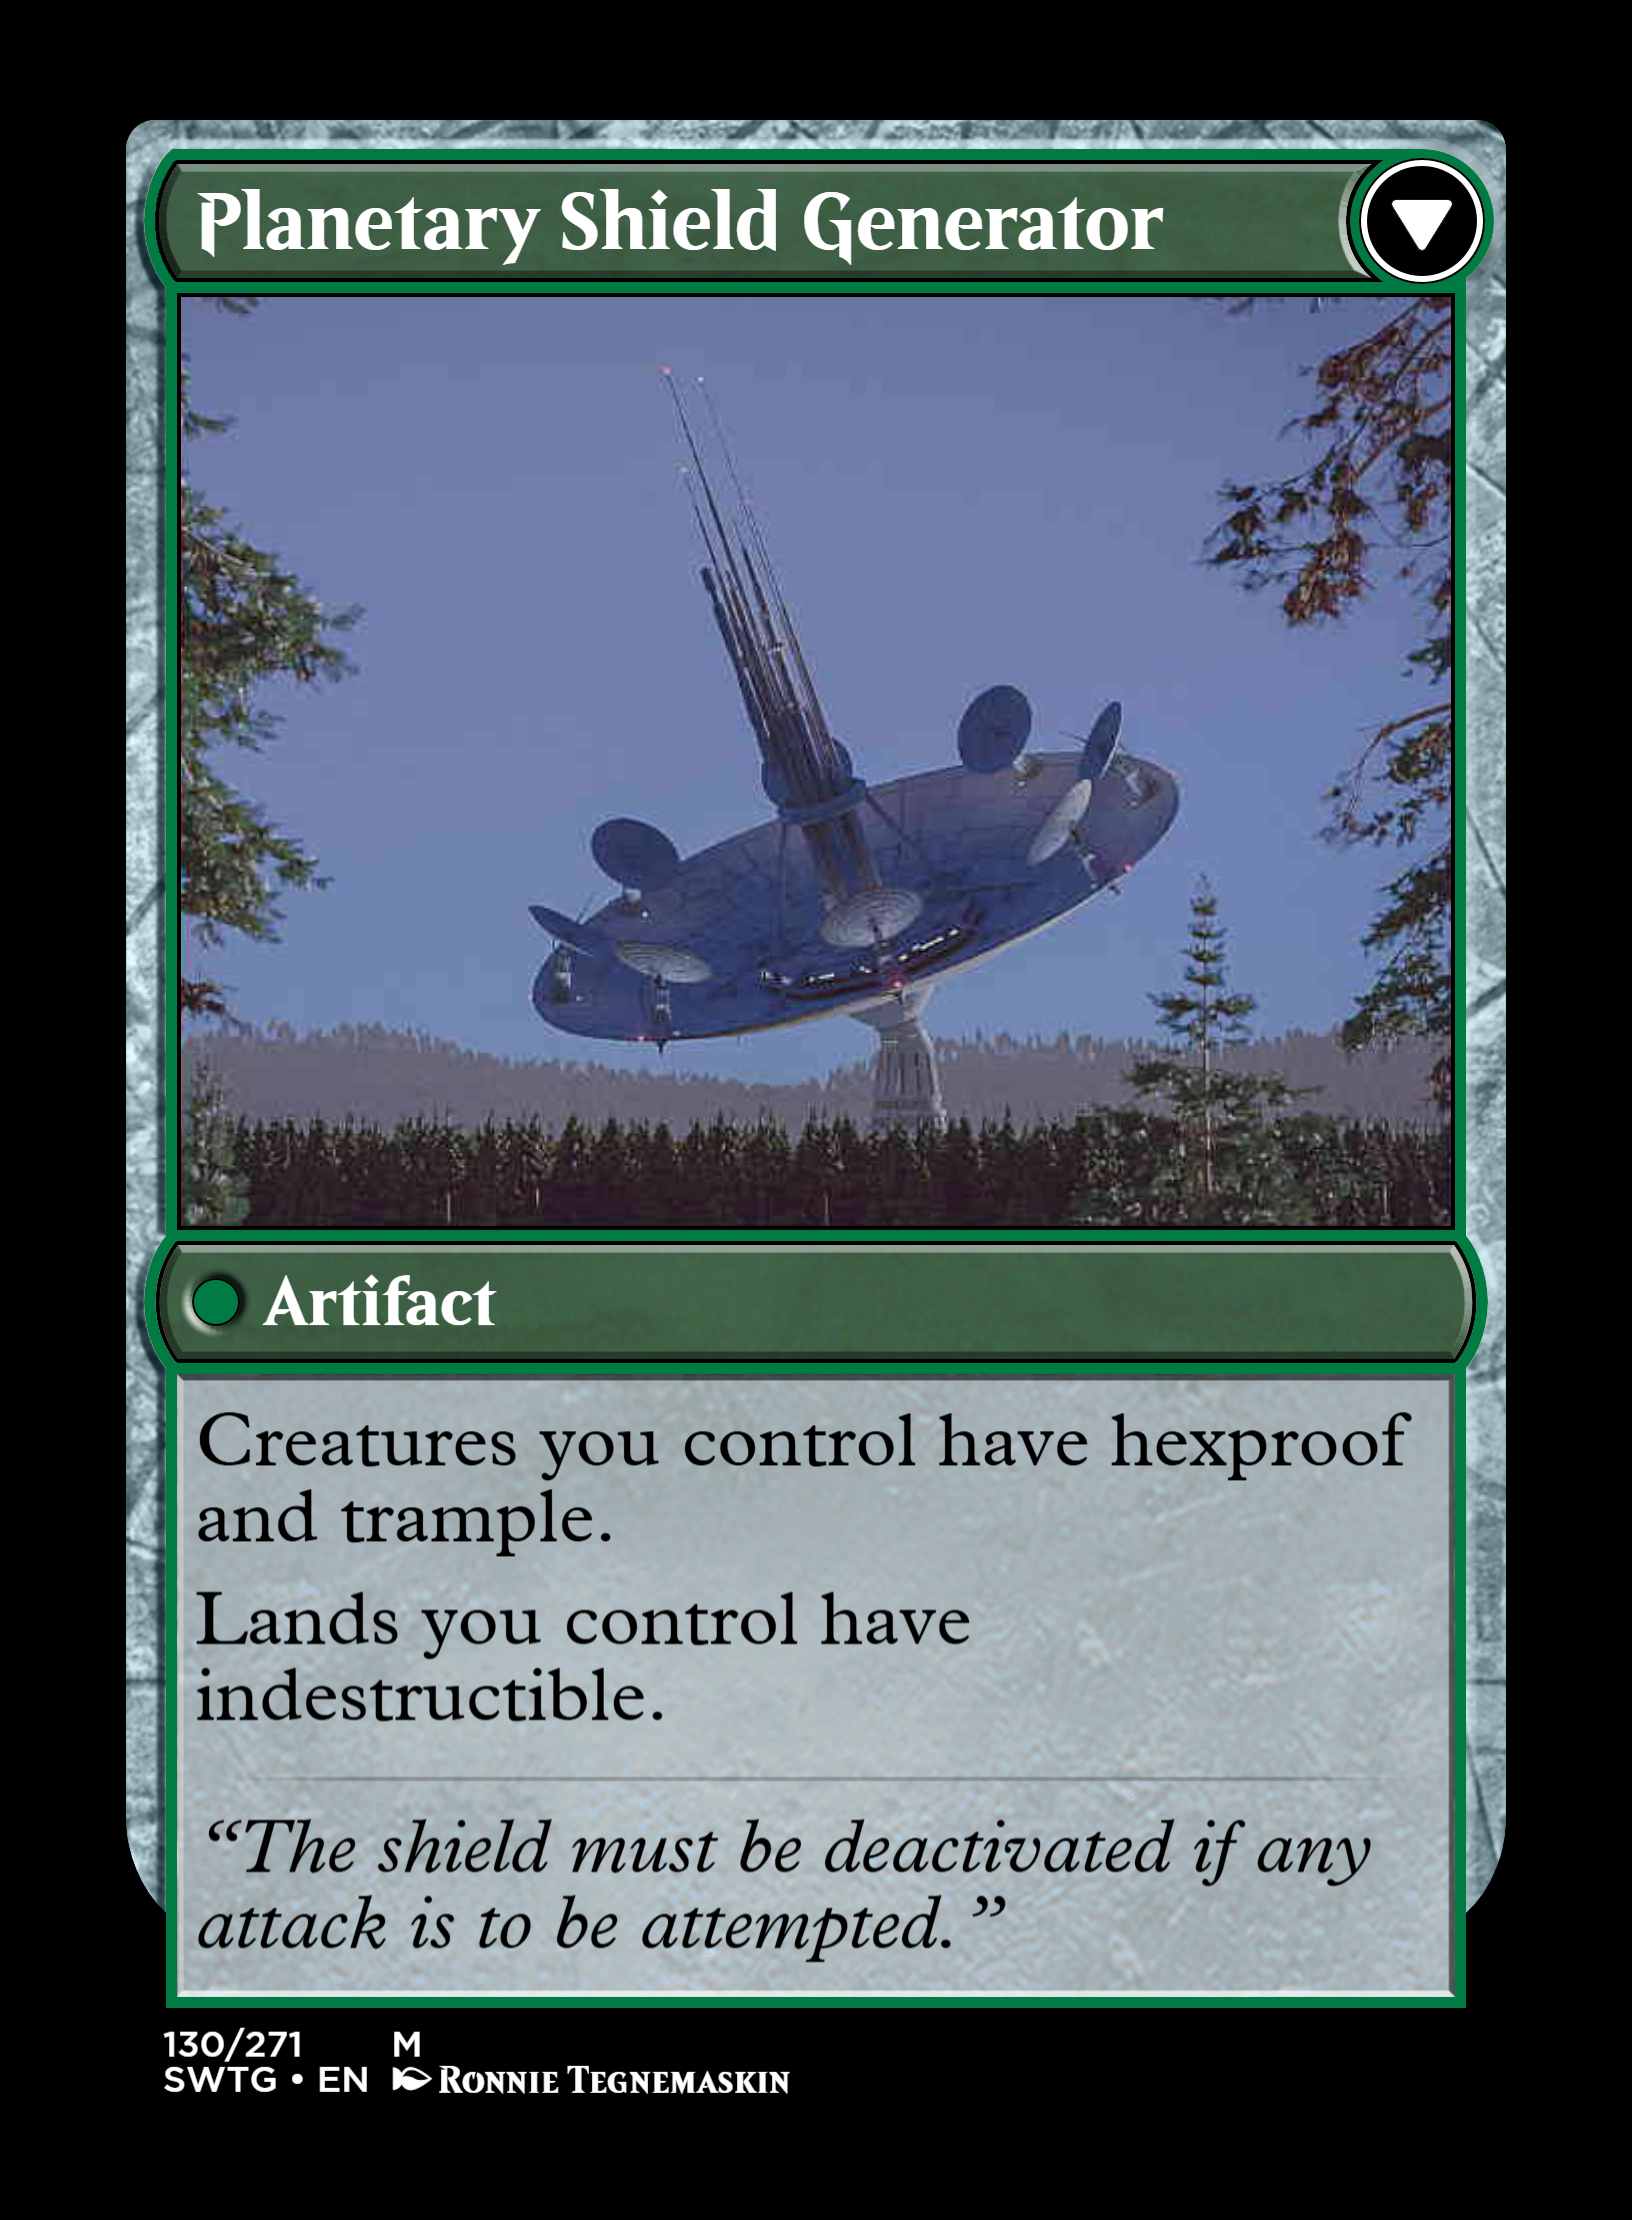 Planetary Shield Generator
Artifact
Creatures you control have hexproof
and trample.
Lands you control have
indestructible.
“The shield must be deactivated if any
attack is to be attempted.”
130/271 M
SWTG • EN Ronnie Tegnemaskin